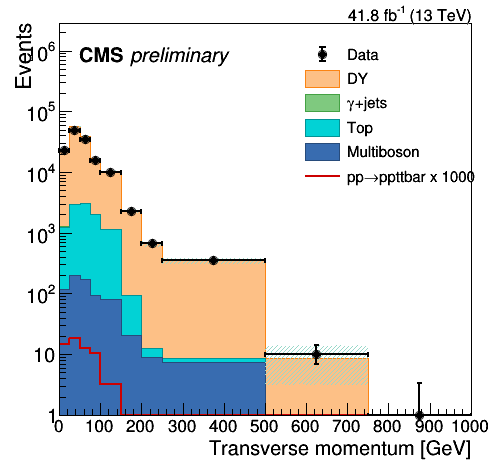 41.8 fb⁻¹ (13 TeV)
Events
CMS preliminary
Data
DY
γ+jets
Top
Multiboson
pp→ppttbar x 1000
10⁶
10⁵
10⁴
10³
10²
10
1
0 100 200 300 400 500 600 700 800 900 1000
Transverse momentum [GeV]